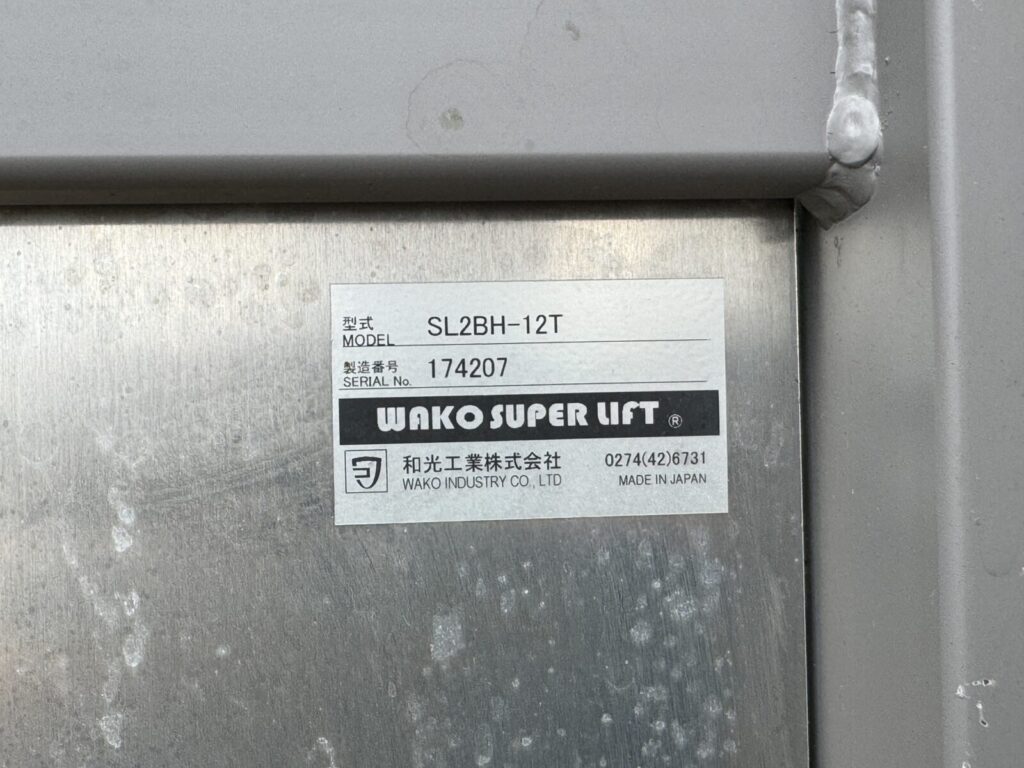 型式
MODEL SL2BH-12T
製造番号
SERIAL No. 174207
WAKO SUPER LIFT ®
和光工業株式会社 0274(42)6731
WAKO INDUSTRY CO., LTD MADE IN JAPAN